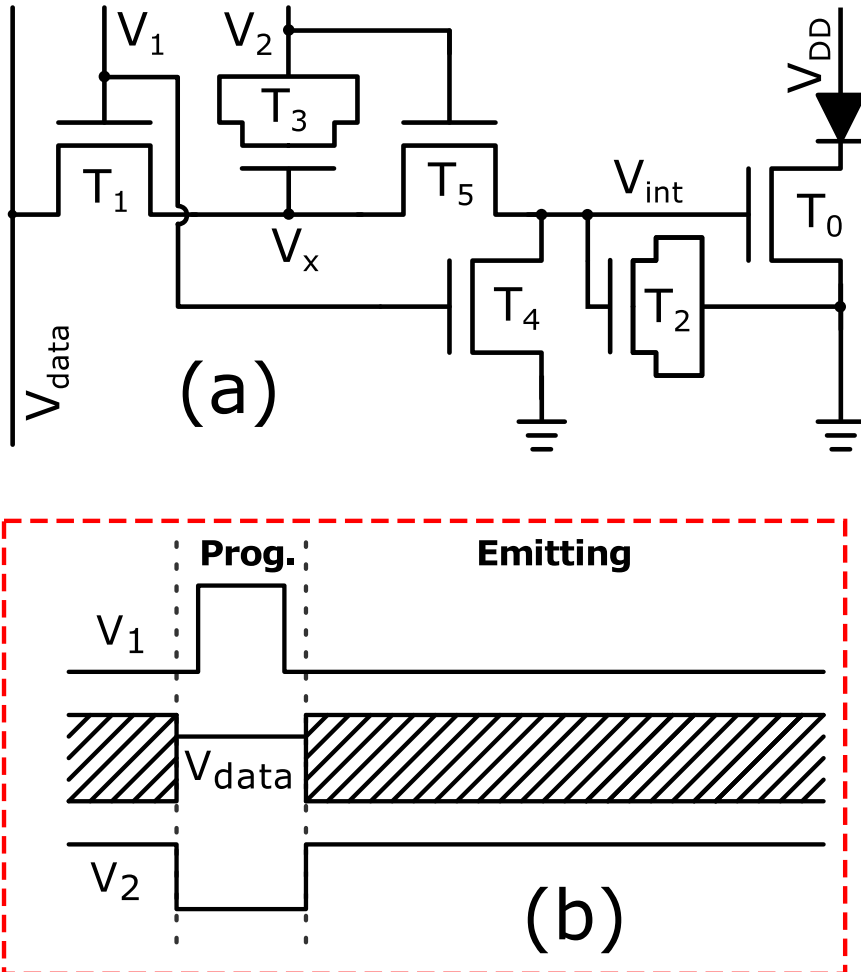 V1
V2
VDD
T3
T1
T5
Vint
T0
Vx
T4
T2
Vdata
(a)
Prog.
Emitting
V1
Vdata
V2
(b)